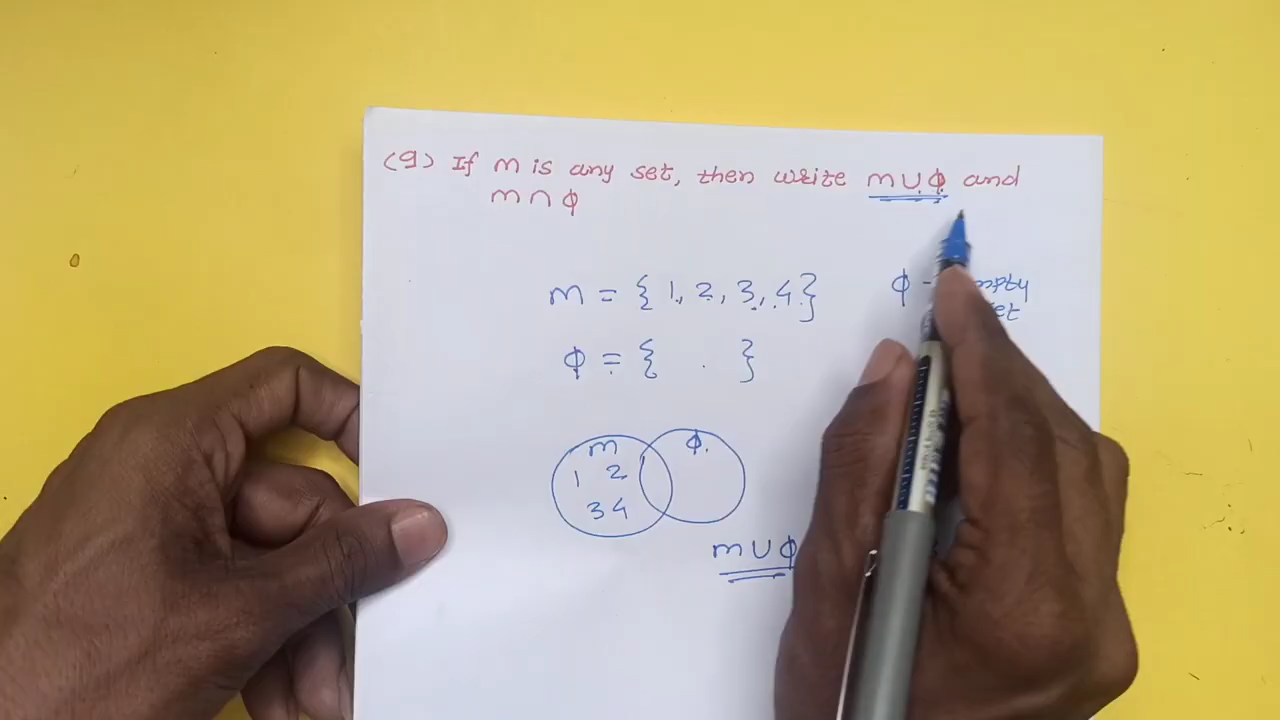 (9) If m is any set, then write m∪ϕ and
m∩ϕ
m = { 1, 2, 3, 4 } ϕ -
ϕ = { }
m ϕ
1 2
3 4
m∪ϕ